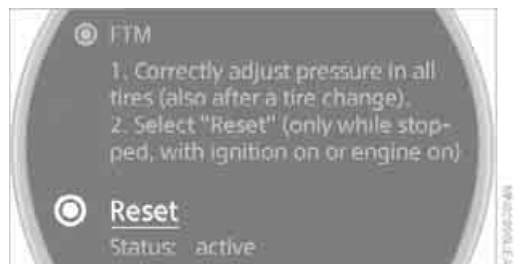 FTM
1. Correctly adjust pressure in all
tires (also after a tire change).
2. Select "Reset" (only while stop-
ped, with ignition on or engine on)
Reset
Status: active